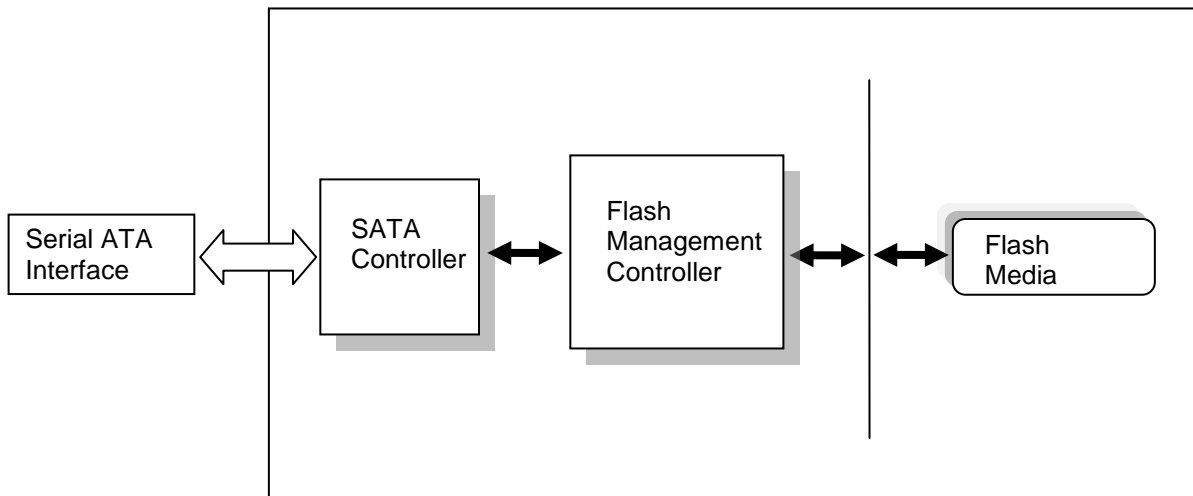 Serial ATA
Interface
SATA
Controller
Flash
Management
Controller
Flash
Media